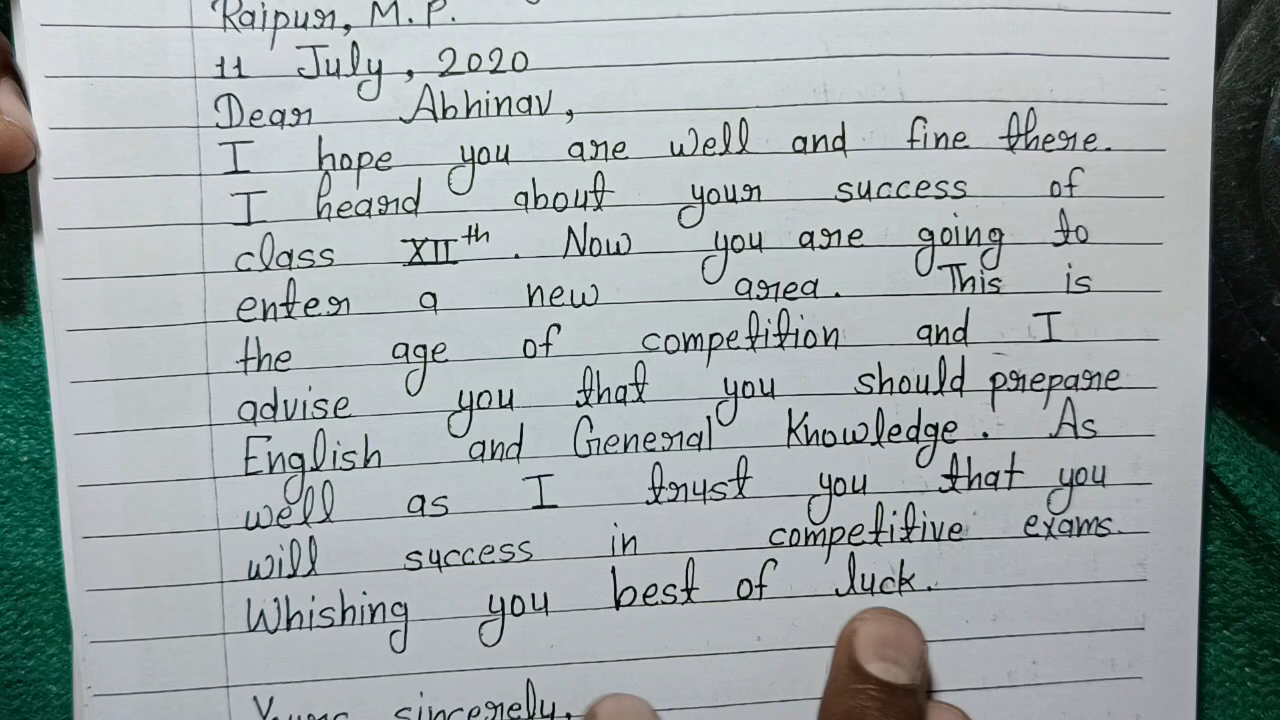 Raipur, M. P.
11 July, 2020
Dear Abhinav,
I hope you are well and fine there.
I heard about your success of
class XIIth. Now you are going to
enter a new area. This is
the age of competition and I
advise you that you should prepare
English and General Knowledge. As
well as I trust you that you
will success in competitive exams.
Whishing you best of luck.
Yours sincerely,